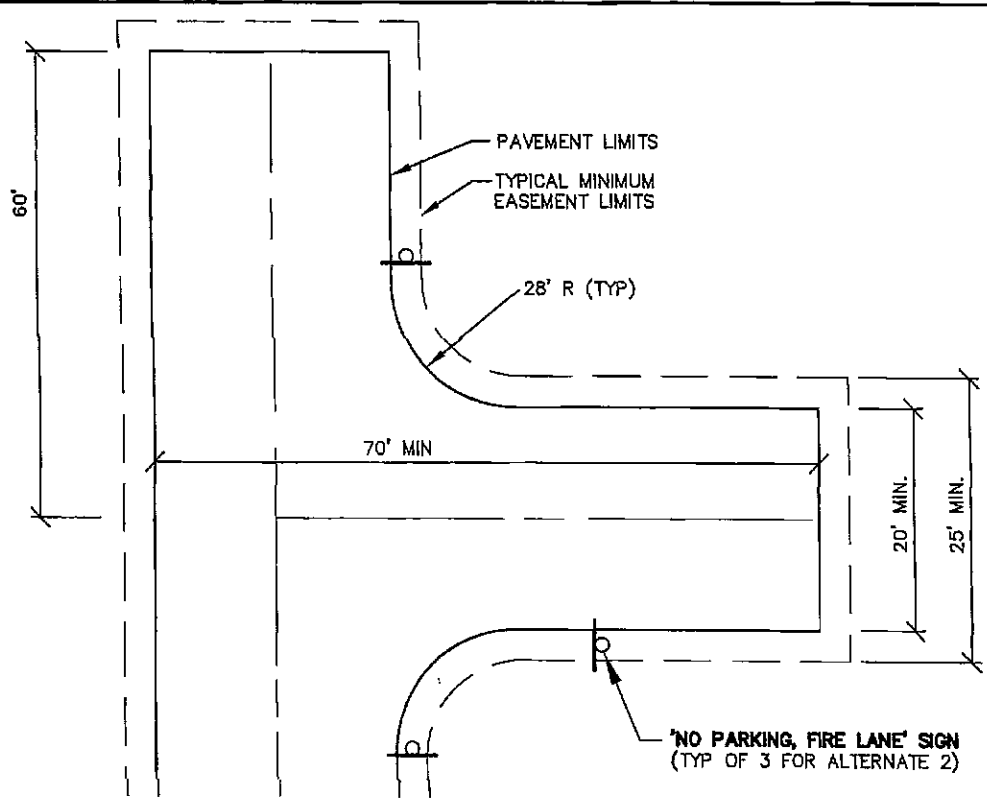 PAVEMENT LIMITS
TYPICAL MINIMUM
EASEMENT LIMITS
60'
28' R (TYP)
70' MIN
20' MIN.
25' MIN.
'NO PARKING, FIRE LANE' SIGN
(TYP OF 3 FOR ALTERNATE 2)